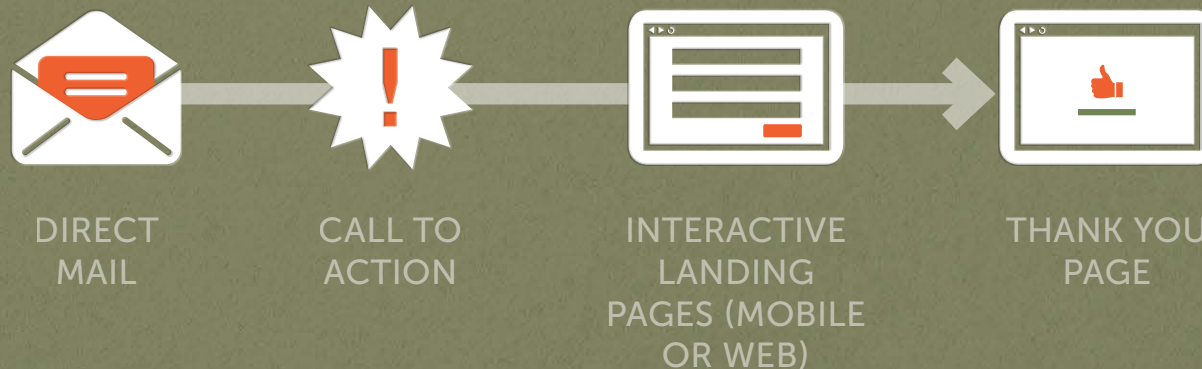 DIRECT
MAIL
CALL TO
ACTION
INTERACTIVE
LANDING
PAGES (MOBILE
OR WEB)
THANK YOU
PAGE